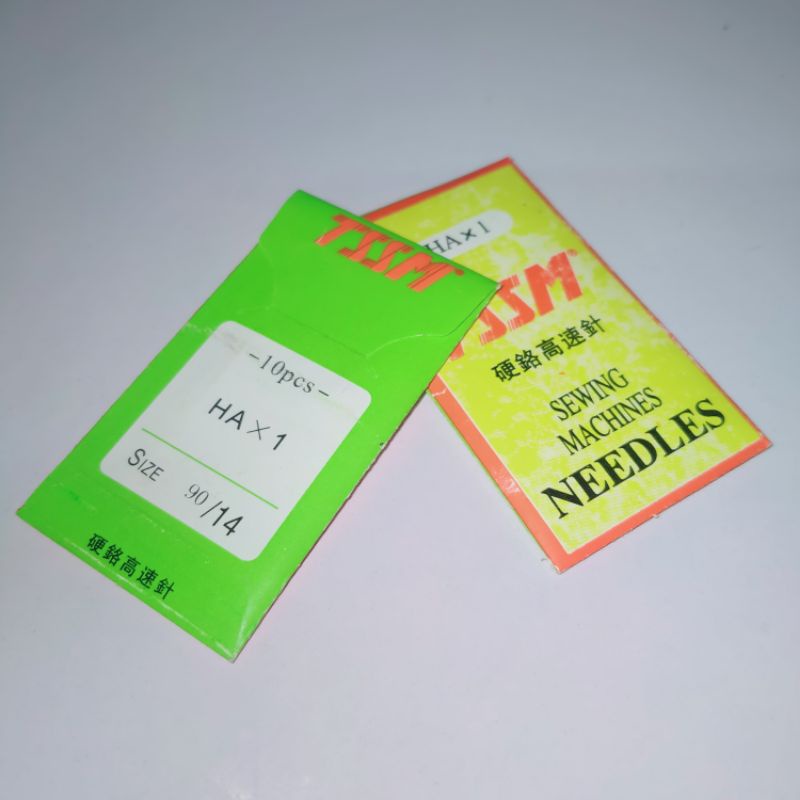 TSSM
-10pcs-
HA×1
SIZE 90/14
硬鉻高速針
HA×1
TSSM
硬鉻高速針
SEWING
MACHINES
NEEDLES